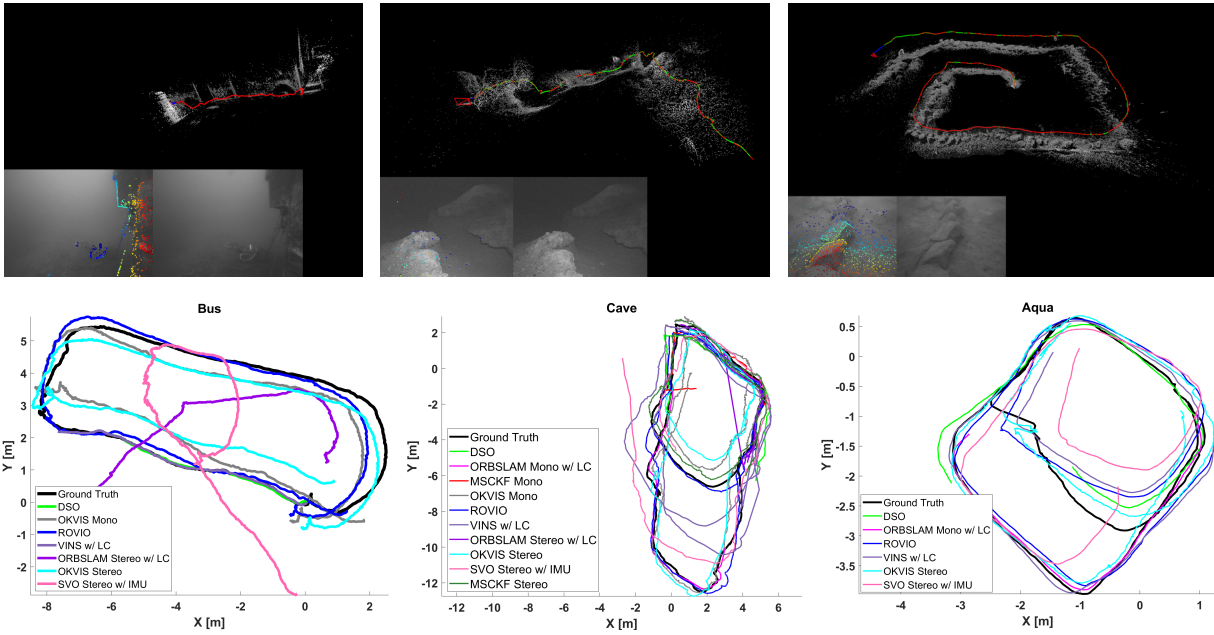 Bus
5
4
3
2
1
0
-1
-2
Y [m]
Ground Truth
DSO
OKVIS Mono
ROVIO
VINS w/ LC
ORBSLAM Stereo w/ LC
OKVIS Stereo
SVO Stereo w/ IMU
-8 -6 -4 -2 0 2
X [m]
Cave
2
0
-2
-4
-6
-8
-10
-12
Y [m]
Ground Truth
DSO
ORBSLAM Mono w/ LC
MSCKF Mono
OKVIS Mono
ROVIO
VINS w/ LC
ORBSLAM Stereo w/ LC
OKVIS Stereo
SVO Stereo w/ IMU
MSCKF Stereo
-12 -10 -8 -6 -4 -2 0 2 4 6
X [m]
Aqua
0.5
0
-0.5
-1
-1.5
-2
-2.5
-3
-3.5
Y [m]
Ground Truth
DSO
ORBSLAM Mono w/ LC
ROVIO
VINS w/ LC
OKVIS Stereo
SVO Stereo w/ IMU
-4 -3 -2 -1 0 1
X [m]